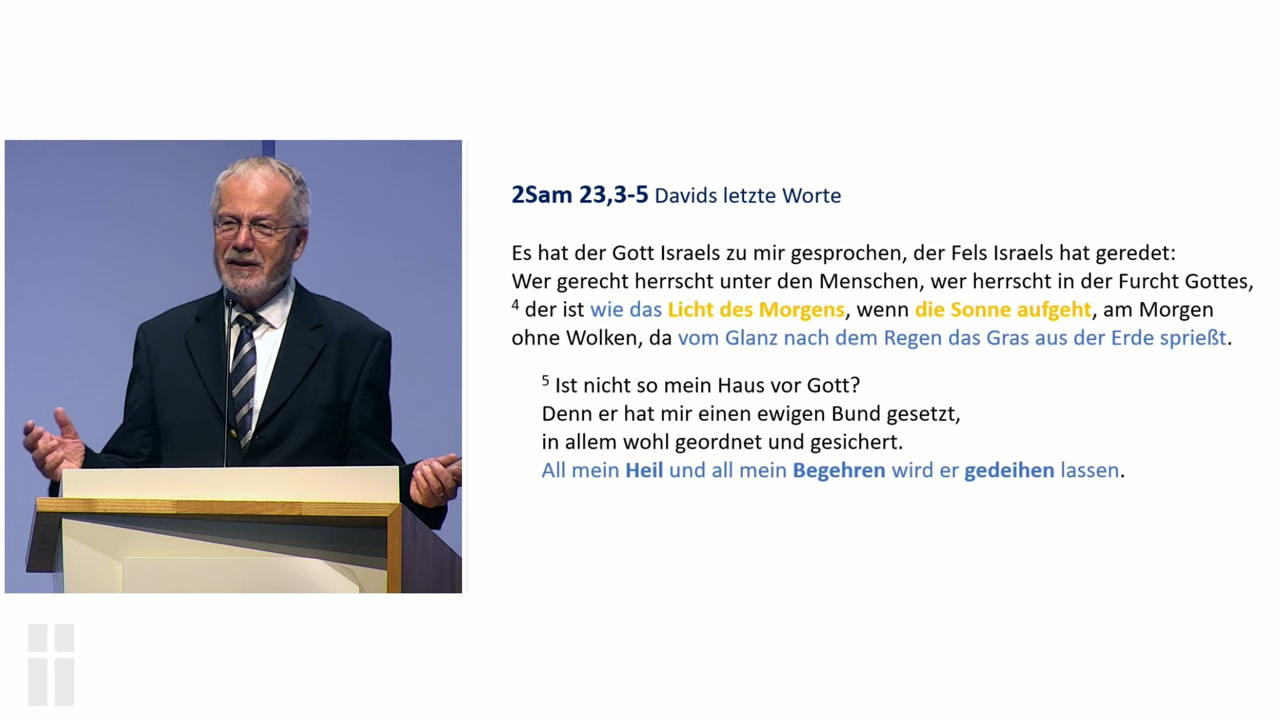 2Sam 23,3-5 Davids letzte Worte
Es hat der Gott Israels zu mir gesprochen, der Fels Israels hat geredet:
Wer gerecht herrscht unter den Menschen, wer herrscht in der Furcht Gottes,
4 der ist wie das Licht des Morgens, wenn die Sonne aufgeht, am Morgen
ohne Wolken, da vom Glanz nach dem Regen das Gras aus der Erde sprießt.
5 Ist nicht so mein Haus vor Gott?
Denn er hat mir einen ewigen Bund gesetzt,
in allem wohl geordnet und gesichert.
All mein Heil und all mein Begehren wird er gedeihen lassen.